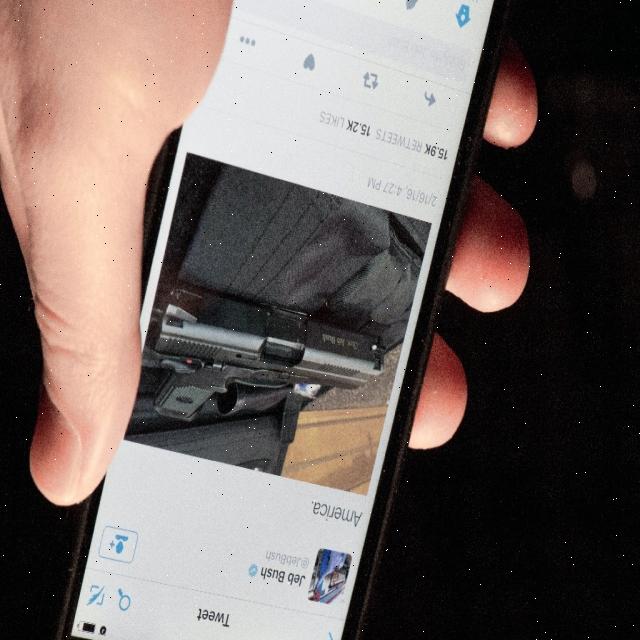 Tweet
Jeb Bush
@JebBush
America.
2/16/16, 4:27 PM
15.9K RETWEETS 15.2K LIKES